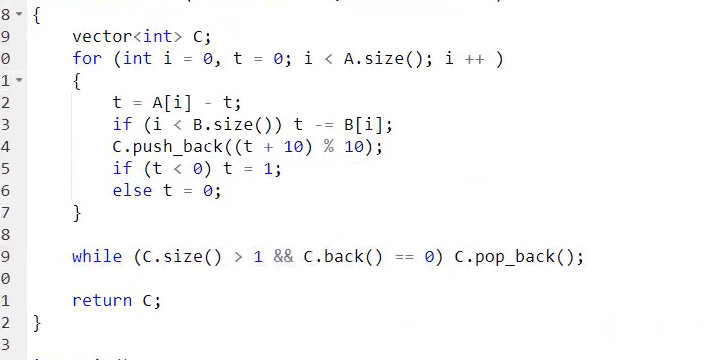 8 {
9 vector<int> C;
0 for (int i = 0, t = 0; i < A.size(); i ++ )
1 {
2 t = A[i] - t;
3 if (i < B.size()) t -= B[i];
4 C.push_back((t + 10) % 10);
5 if (t < 0) t = 1;
6 else t = 0;
7 }
8
9 while (C.size() > 1 && C.back() == 0) C.pop_back();
0
1 return C;
2 }
3